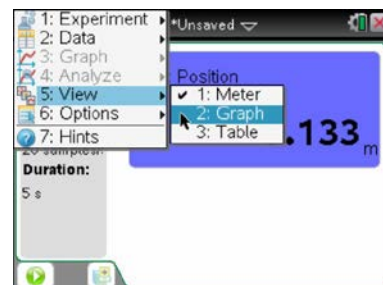 1: Experiment
2: Data
3: Graph
4: Analyze
5: View
6: Options
7: Hints
*Unsaved
Position
1: Meter
2: Graph
3: Table
.133
m
Duration:
5 s